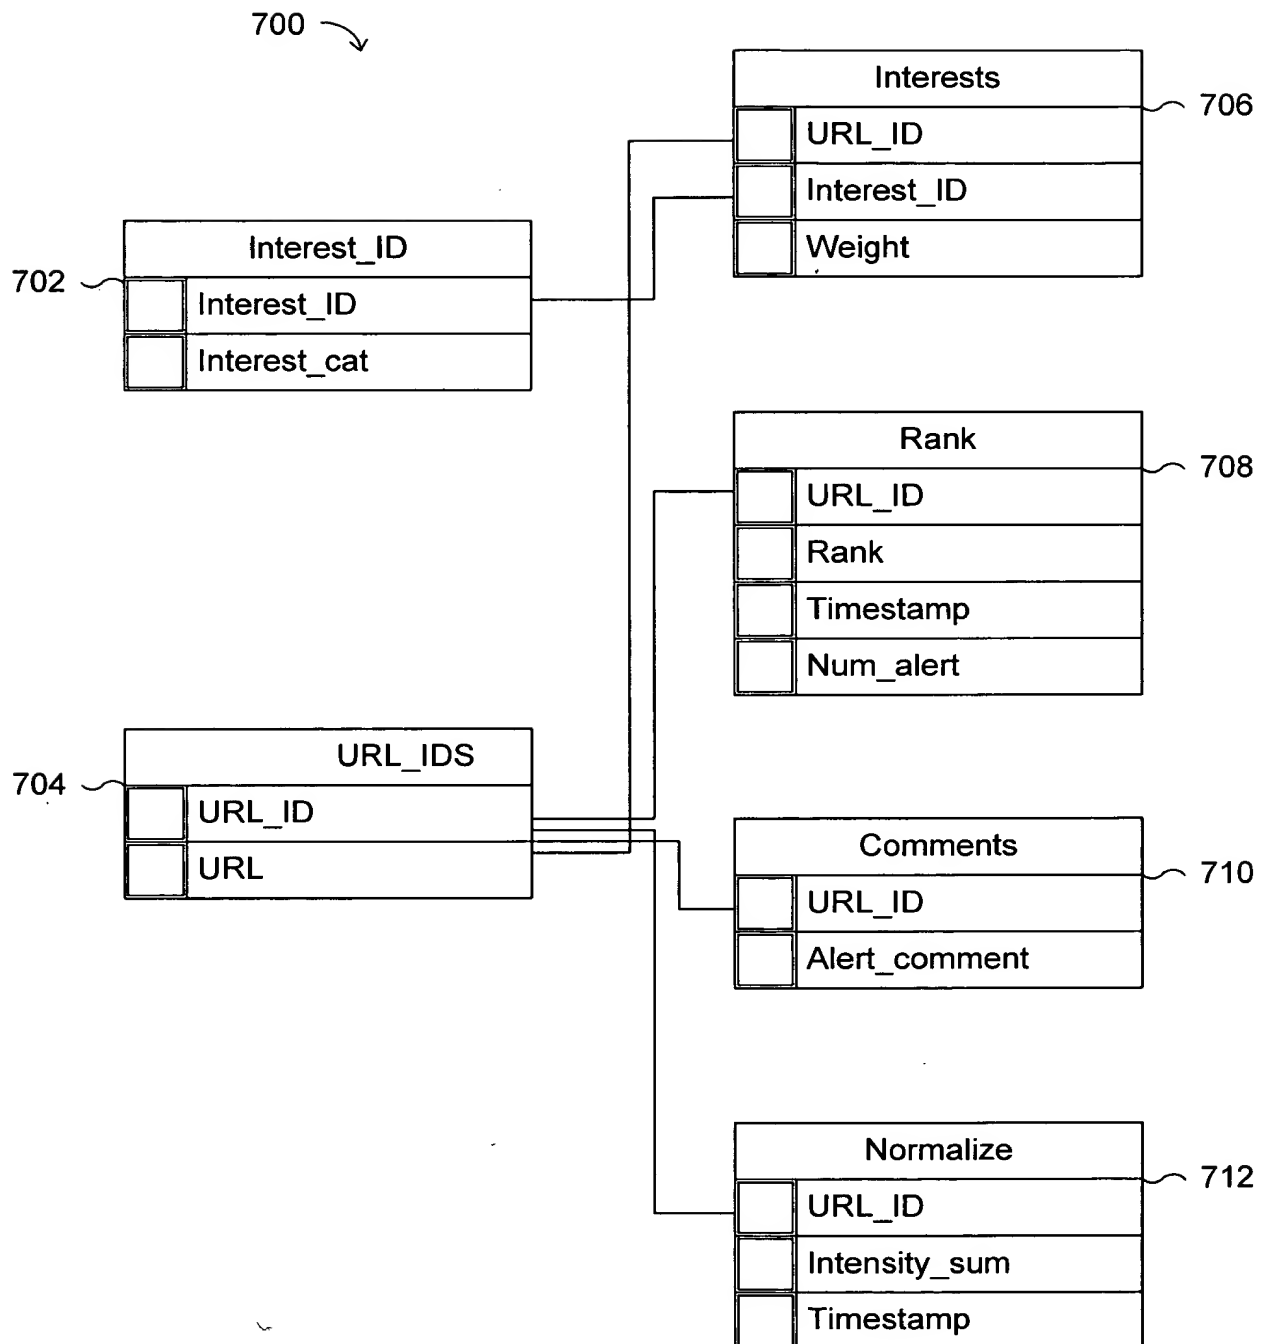 700
Interests
706
URL_ID
Interest_ID
Weight
Interest_ID
702
Interest_ID
Interest_cat
Rank
708
URL_ID
Rank
Timestamp
Num_alert
URL_IDS
704
URL_ID
URL
Comments
710
URL_ID
Alert_comment
Normalize
712
URL_ID
Intensity_sum
Timestamp